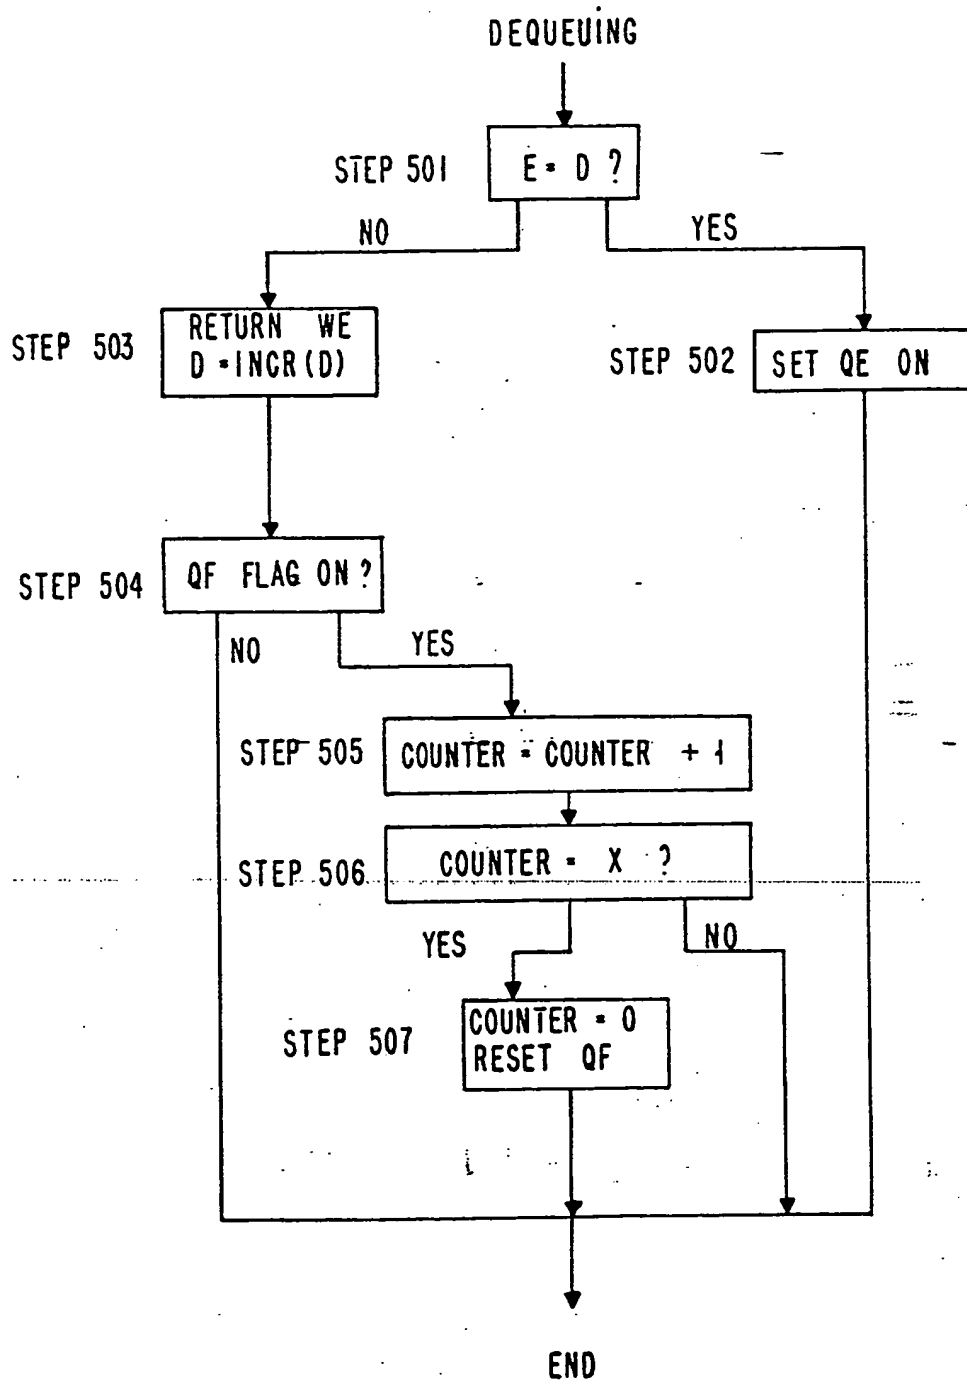 DEQUEUING
STEP 501
E = D ?
NO
YES
STEP 503
RETURN WE
D = INCR (D)
STEP 502
SET QE ON
STEP 504
QF FLAG ON ?
NO
YES
STEP 505
COUNTER = COUNTER + 1
STEP 506
COUNTER = X ?
YES
NO
STEP 507
COUNTER = 0
RESET QF
END